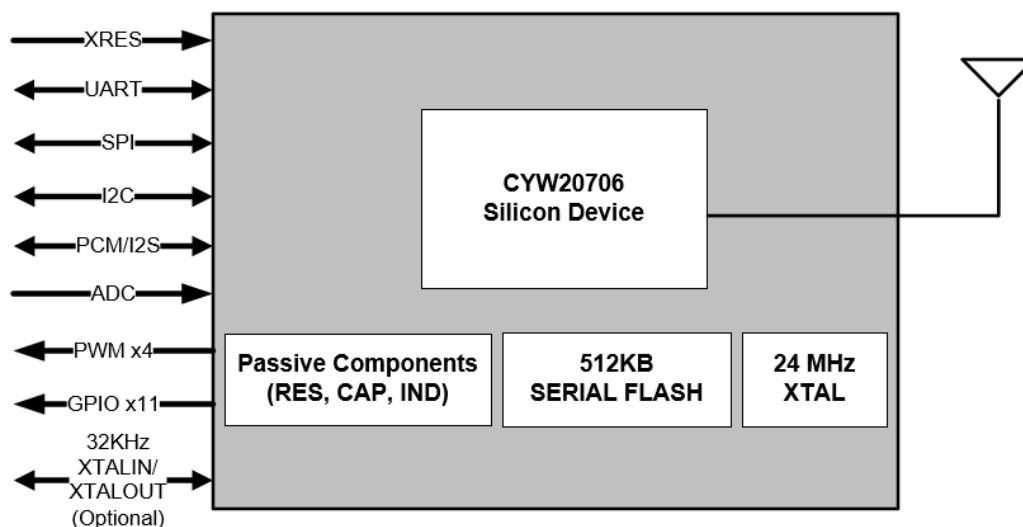 XRES
UART
SPI
I2C
PCM/I2S
ADC
PWM x4
GPIO x11
32KHz
XTALIN/
XTALOUT
(Optional)
CYW20706
Silicon Device
Passive Components
(RES, CAP, IND)
512KB
SERIAL FLASH
24 MHz
XTAL